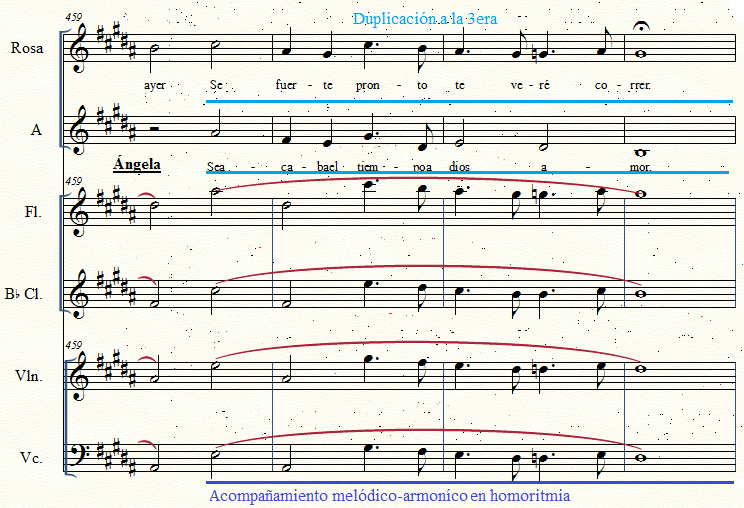 459
Duplicación a la 3era
Rosa
ayer Se fuer - te pron - to te ve - ré co - rrer.
A
Ángela Sea - ca - bael tiem - poa dios a - mor.
459
Fl.
B♭ Cl.
459
Vln.
Vc.
Acompañamiento melódico-armoníco en homoritmia